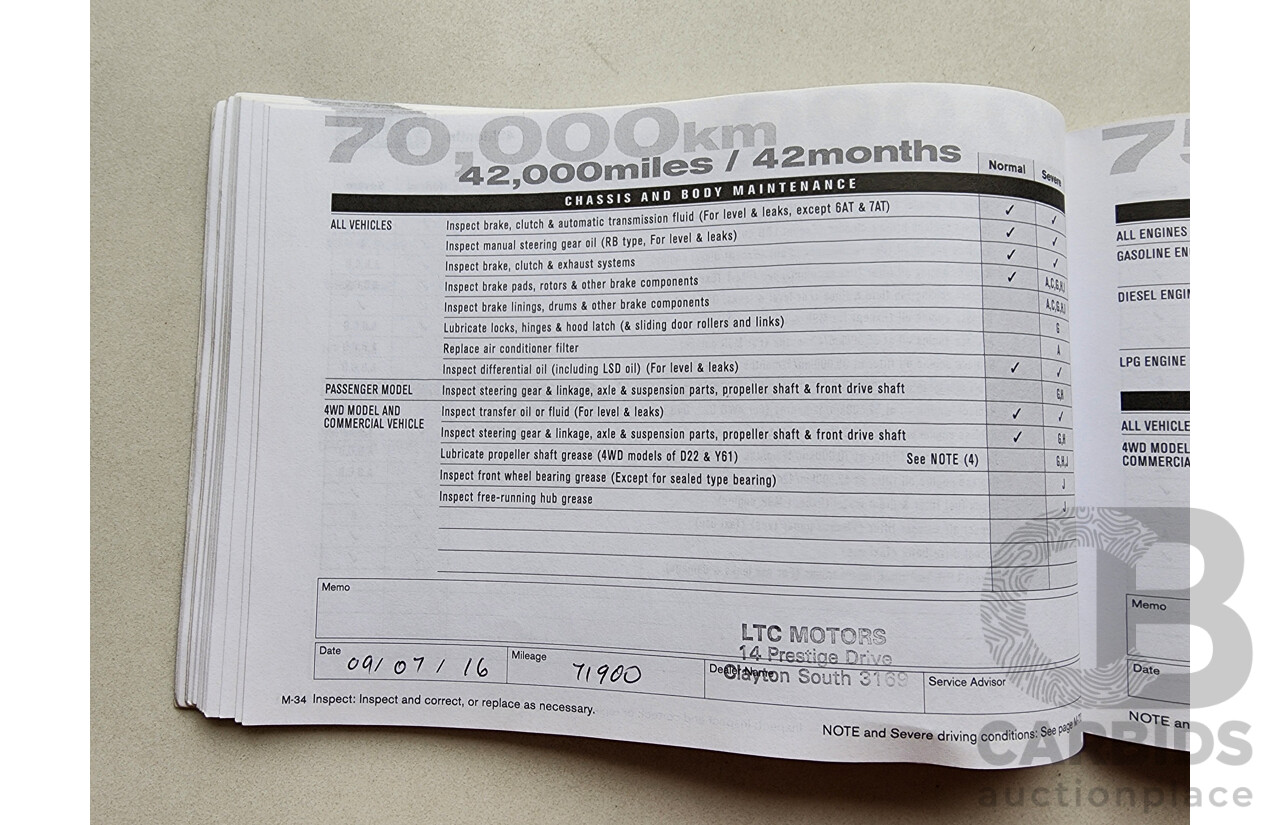 70,000km
42,000miles / 42months
Normal Severe
CHASSIS AND BODY MAINTENANCE
ALL VEHICLES Inspect brake, clutch & automatic transmission fluid (For level & leaks, except 6AT & 7AT) ✓ ✓
Inspect manual steering gear oil (RB type, For level & leaks) ✓ ✓
Inspect brake, clutch & exhaust systems ✓ ✓
Inspect brake pads, rotors & other brake components ✓ A,C,G,H,I
Inspect brake linings, drums & other brake components A,C,G,H,I
Lubricate locks, hinges & hood latch (& sliding door rollers and links) G
Replace air conditioner filter A
Inspect differential oil (including LSD oil) (For level & leaks) ✓ ✓
PASSENGER MODEL Inspect steering gear & linkage, axle & suspension parts, propeller shaft & front drive shaft G,H
4WD MODEL AND Inspect transfer oil or fluid (For level & leaks) ✓ ✓
COMMERCIAL VEHICLE Inspect steering gear & linkage, axle & suspension parts, propeller shaft & front drive shaft ✓ G,H
Lubricate propeller shaft grease (4WD models of D22 & Y61) See NOTE (4) G,H,J
Inspect front wheel bearing grease (Except for sealed type bearing) J
Inspect free-running hub grease J
Memo
LTC MOTORS
14 Prestige Drive
Clayton South 3169
Date 09/07/16 Mileage 71900 Dealer Name Service Advisor
M-34 Inspect: Inspect and correct, or replace as necessary.
NOTE and Severe driving conditions: See page
7
ALL ENGINES
GASOLINE EN
DIESEL ENGIN
LPG ENGINE
ALL VEHICLE
4WD MODEL
COMMERCIA
Memo
Date
NOTE an
CB
CARBIDS
auctionplace